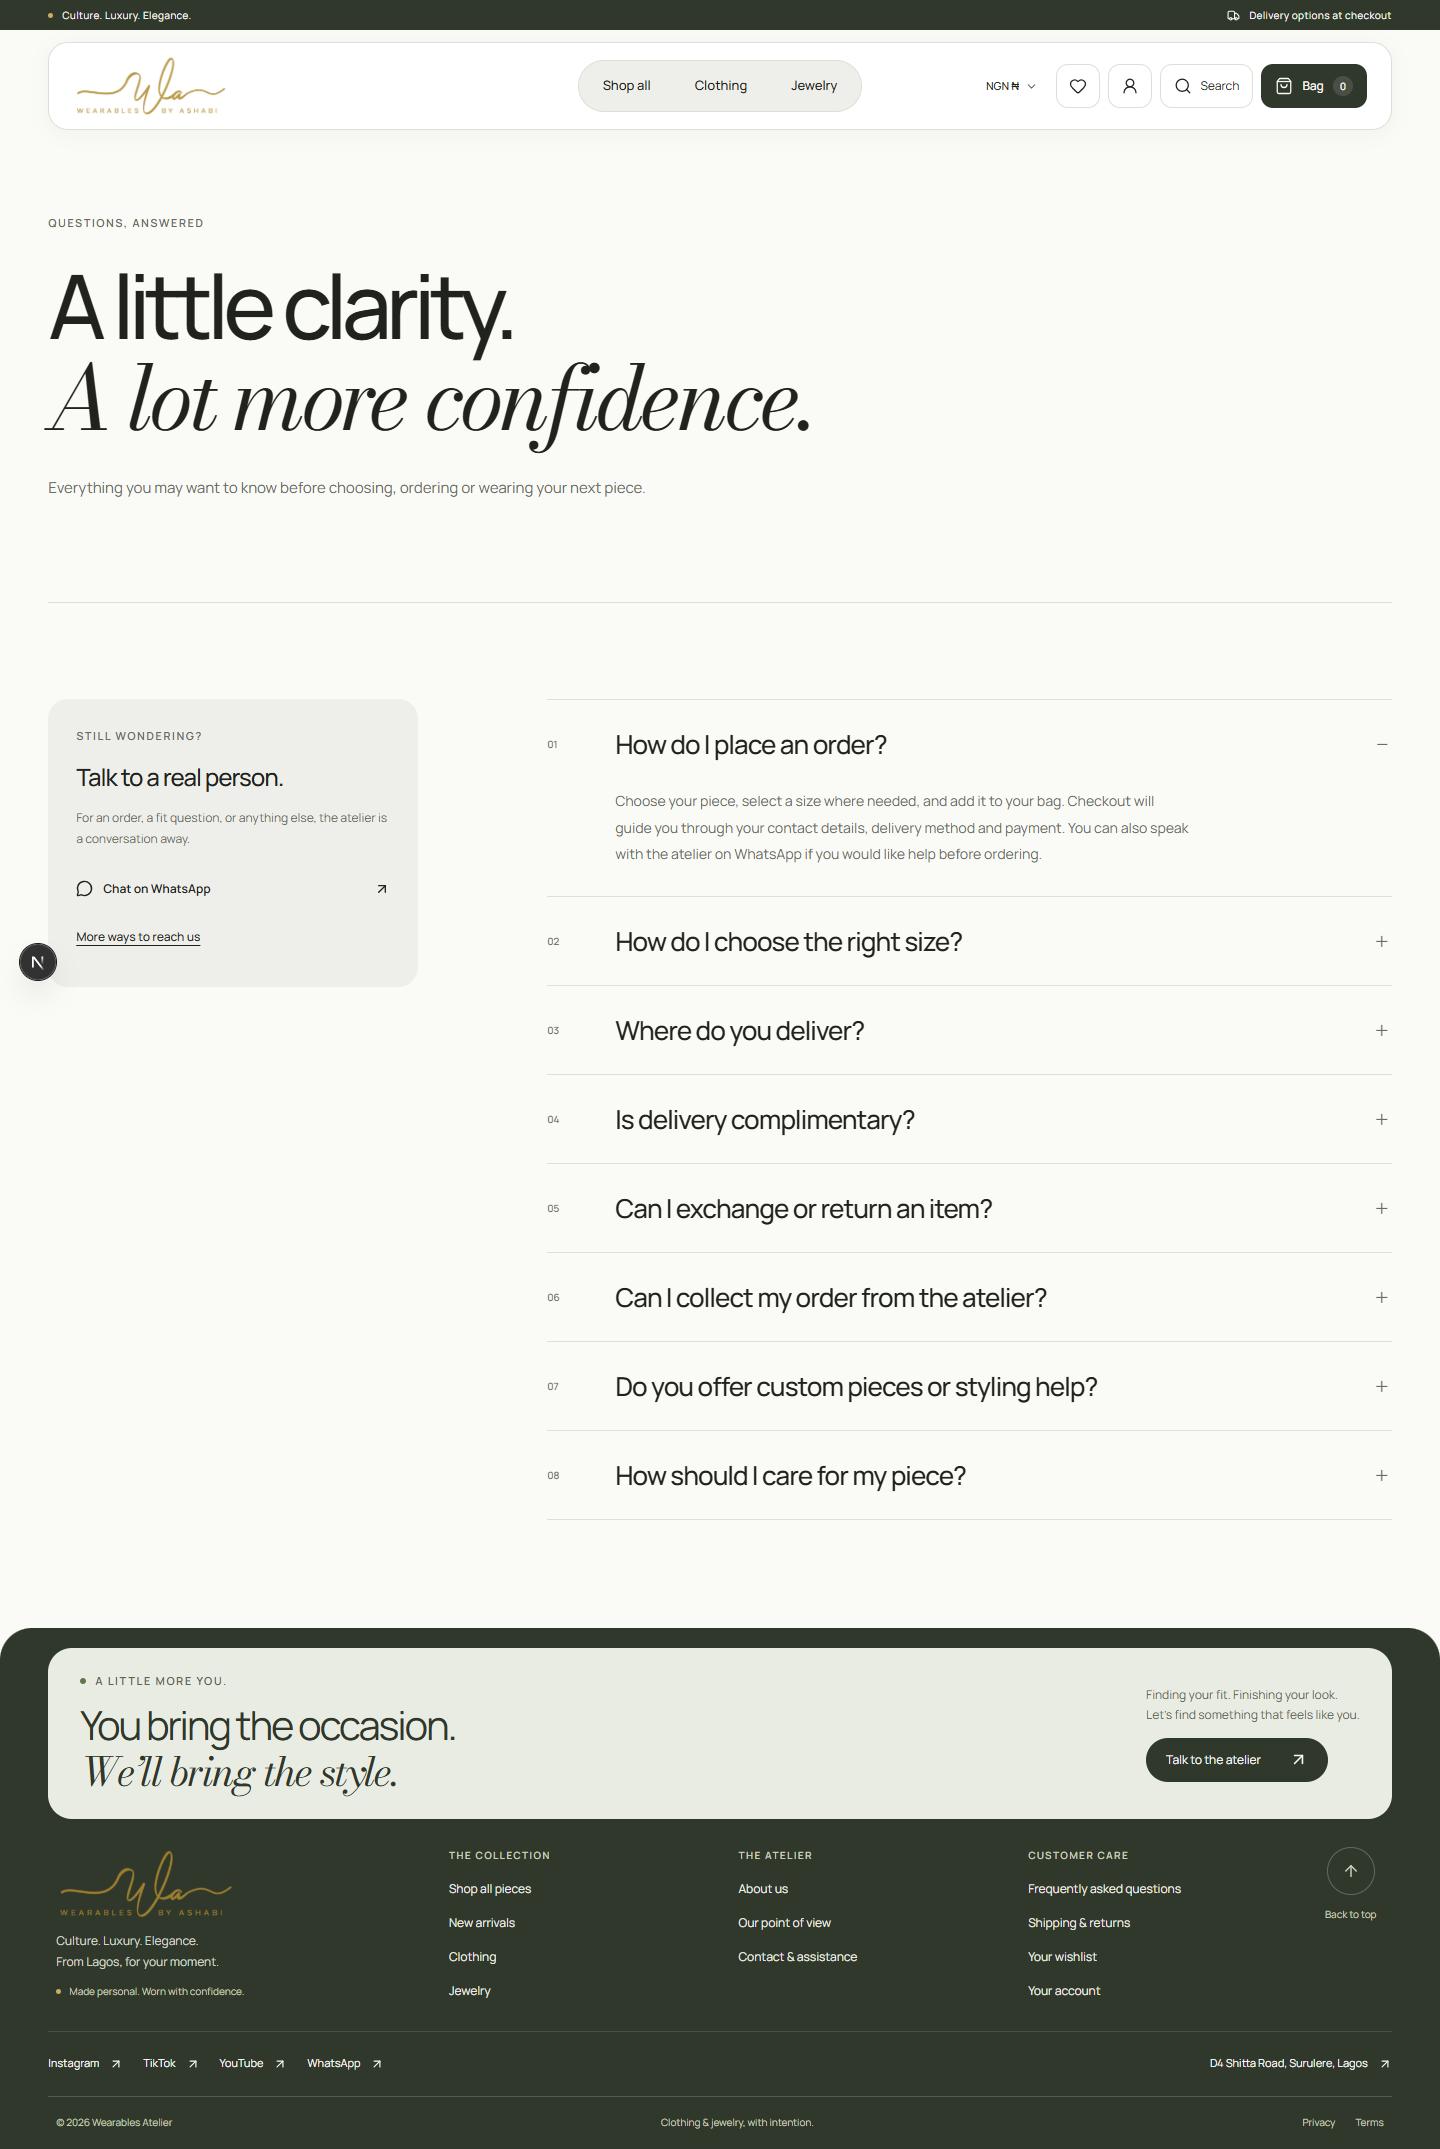 Culture. Luxury. Elegance.
Delivery options at checkout
Wa
WEARABLES BY ASHABI
Shop all
Clothing
Jewelry
NGN ₦
Search
Bag 0
QUESTIONS, ANSWERED
A little clarity.
A lot more confidence.
Everything you may want to know before choosing, ordering or wearing your next piece.
STILL WONDERING?
Talk to a real person.
For an order, a fit question, or anything else, the atelier is
a conversation away.
Chat on WhatsApp
More ways to reach us
N
01 How do I place an order?
Choose your piece, select a size where needed, and add it to your bag. Checkout will
guide you through your contact details, delivery method and payment. You can also speak
with the atelier on WhatsApp if you would like help before ordering.
02 How do I choose the right size?
03 Where do you deliver?
04 Is delivery complimentary?
05 Can I exchange or return an item?
06 Can I collect my order from the atelier?
07 Do you offer custom pieces or styling help?
08 How should I care for my piece?
A LITTLE MORE YOU.
You bring the occasion.
We'll bring the style.
Finding your fit. Finishing your look.
Let's find something that feels like you.
Talk to the atelier
Wa
WEARABLES BY ASHABI
Culture. Luxury. Elegance.
From Lagos, for your moment.
Made personal. Worn with confidence.
THE COLLECTION
Shop all pieces
New arrivals
Clothing
Jewelry
THE ATELIER
About us
Our point of view
Contact & assistance
CUSTOMER CARE
Frequently asked questions
Shipping & returns
Your wishlist
Your account
Back to top
Instagram
TikTok
YouTube
WhatsApp
D4 Shitta Road, Surulere, Lagos
© 2026 Wearables Atelier
Clothing & jewelry, with intention.
Privacy
Terms